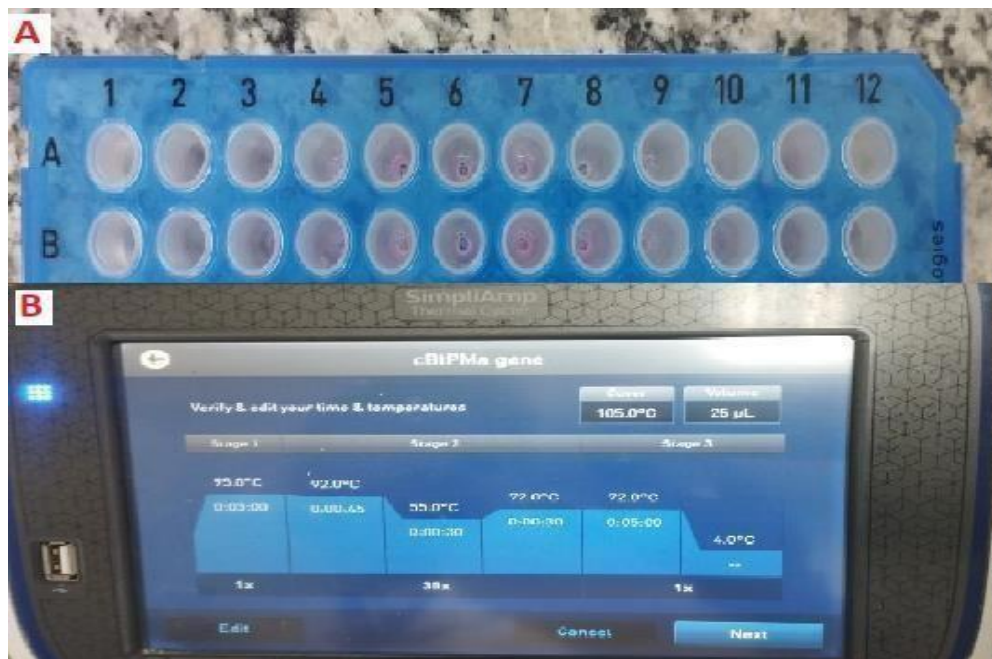 A
1 2 3 4 5 6 7 8 9 10 11 12
A
B
ogies
B
SimpliAmp
Thermal Cycler
gene
Verify & edit your time & temperatures
Cover
105.0°C
Volume
25 µL
Stage 1
Stage 2
Stage 3
95.0°C
92.0°C
55.0°C
72.0°C
72.0°C
4.0°C
0:03:00
0:00:45
0:00:30
0:00:30
0:05:00
--
1x
1x
Edit
Cancel
Next